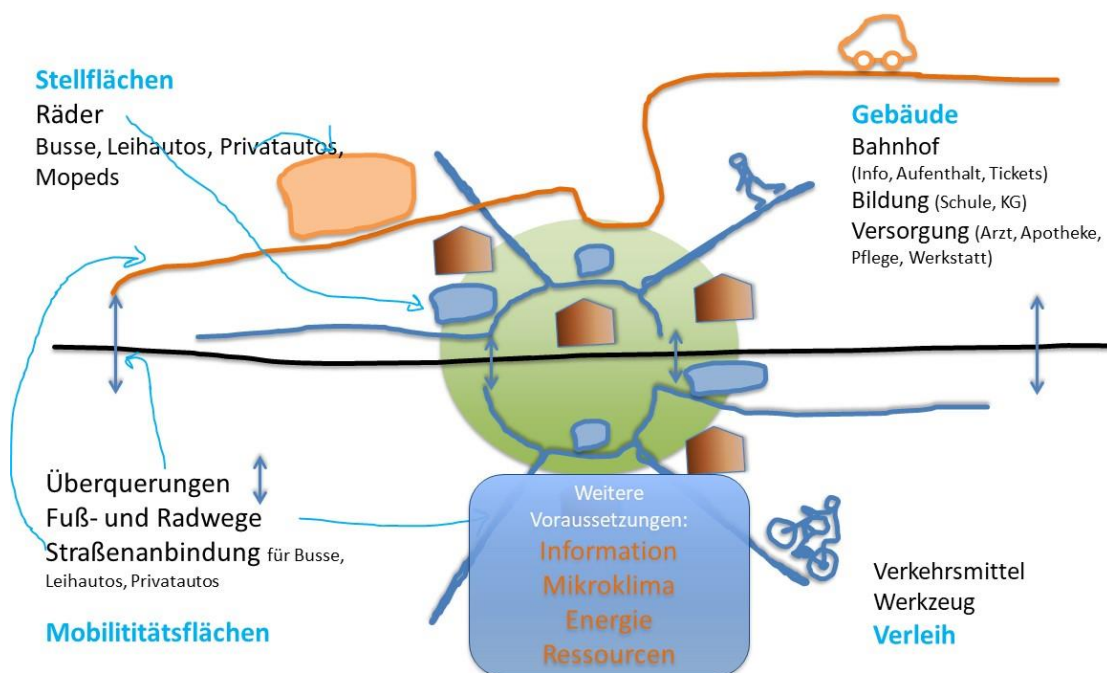 Stellflächen
Räder
Busse, Leihautos, Privatautos,
Mopeds
Gebäude
Bahnhof
(Info, Aufenthalt, Tickets)
Bildung (Schule, KG)
Versorgung (Arzt, Apotheke,
Pflege, Werkstatt)
Überquerungen
Fuß- und Radwege
Straßenanbindung für Busse,
Leihautos, Privatautos
Mobilititätsflächen
Weitere
Voraussetzungen:
Information
Mikroklima
Energie
Ressourcen
Verkehrsmittel
Werkzeug
Verleih